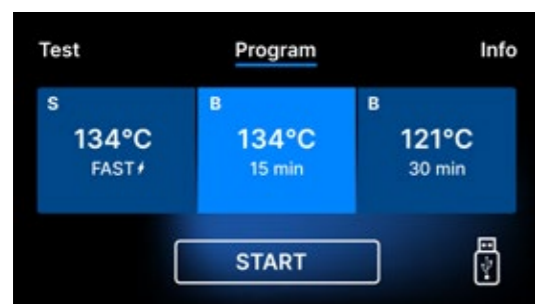 Test Program Info
S B B
134°C 134°C 121°C
FAST 15 min 30 min
START